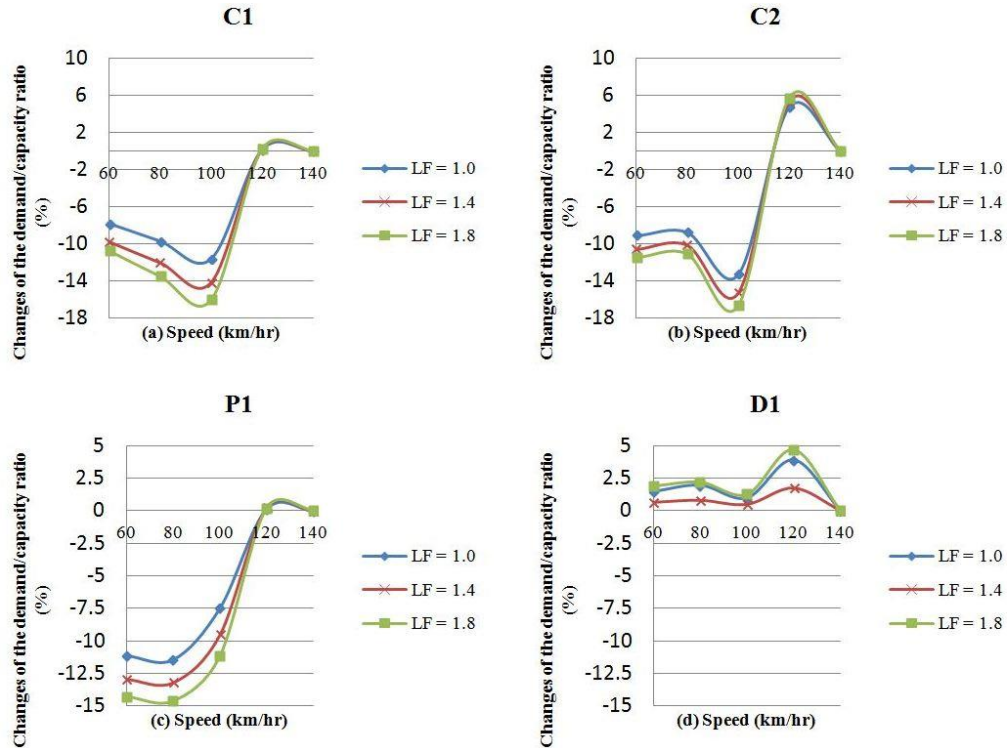 C1
Changes of the demand/capacity ratio
(%)
10
6
2
-2
-6
-10
-14
-18
60 80 100 120 140
(a) Speed (km/hr)
LF = 1.0
LF = 1.4
LF = 1.8
C2
Changes of the demand/capacity ratio
(%)
10
6
2
-2
-6
-10
-14
-18
60 80 100 120 140
(b) Speed (km/hr)
LF = 1.0
LF = 1.4
LF = 1.8
P1
Changes of the demand/capacity ratio
(%)
5
2.5
0
-2.5
-5
-7.5
-10
-12.5
-15
60 80 100 120 140
(c) Speed (km/hr)
LF = 1.0
LF = 1.4
LF = 1.8
D1
Changes of the demand/capacity ratio
(%)
5
2.5
0
-2.5
-5
-7.5
-10
-12.5
-15
60 80 100 120 140
(d) Speed (km/hr)
LF = 1.0
LF = 1.4
LF = 1.8